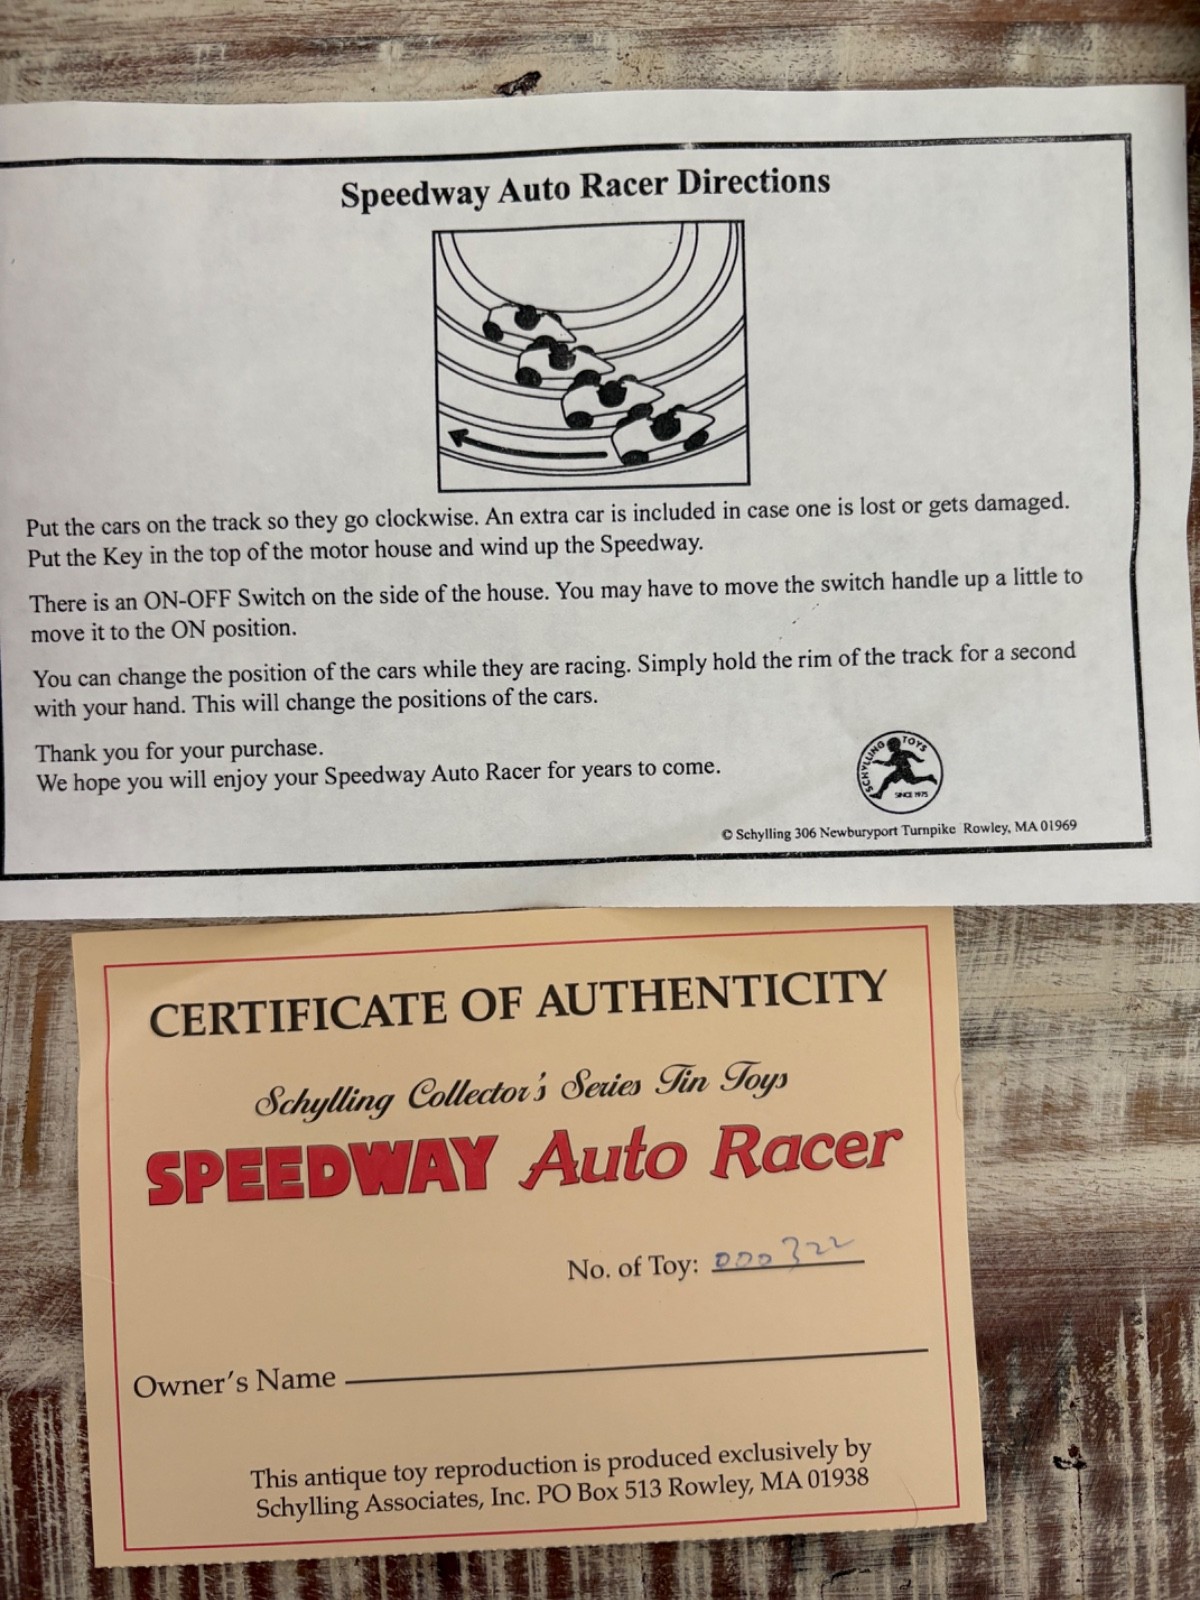 Speedway Auto Racer Directions
Put the cars on the track so they go clockwise. An extra car is included in case one is lost or gets damaged.
Put the Key in the top of the motor house and wind up the Speedway.
There is an ON-OFF Switch on the side of the house. You may have to move the switch handle up a little to
move it to the ON position.
You can change the position of the cars while they are racing. Simply hold the rim of the track for a second
with your hand. This will change the positions of the cars.
Thank you for your purchase.
We hope you will enjoy your Speedway Auto Racer for years to come.
SCHYLLING TOYS
SINCE 1975
© Schylling 306 Newburyport Turnpike Rowley, MA 01969
CERTIFICATE OF AUTHENTICITY
Schylling Collector's Series Tin Toys
SPEEDWAY Auto Racer
No. of Toy: 000322
Owner's Name
This antique toy reproduction is produced exclusively by
Schylling Associates, Inc. PO Box 513 Rowley, MA 01938